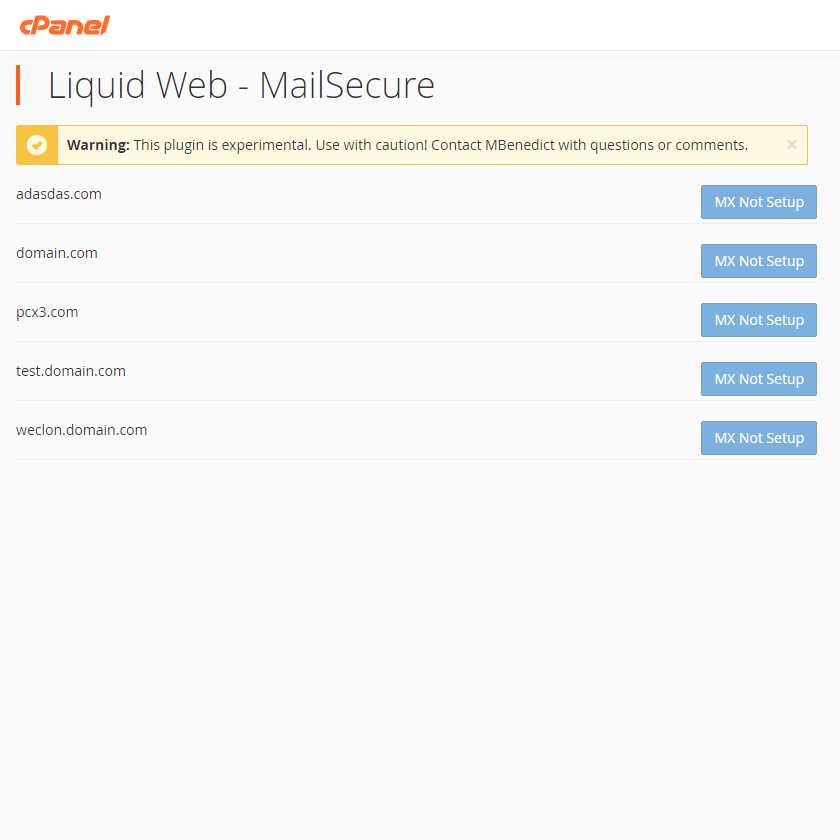 cPanel
Liquid Web - MailSecure
Warning: This plugin is experimental. Use with caution! Contact MBenedict with questions or comments. ×
adasdas.com
MX Not Setup
domain.com
MX Not Setup
pcx3.com
MX Not Setup
test.domain.com
MX Not Setup
weclon.domain.com
MX Not Setup